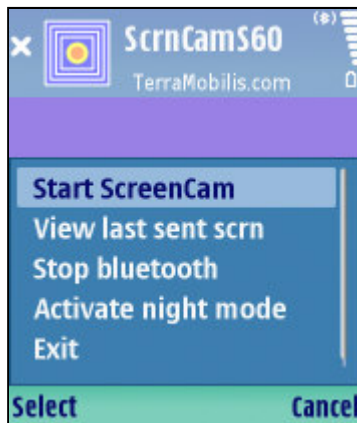 ScrnCamS60
TerraMobilis.com
Start ScreenCam
View last sent scrn
Stop bluetooth
Activate night mode
Exit
Select Cancel